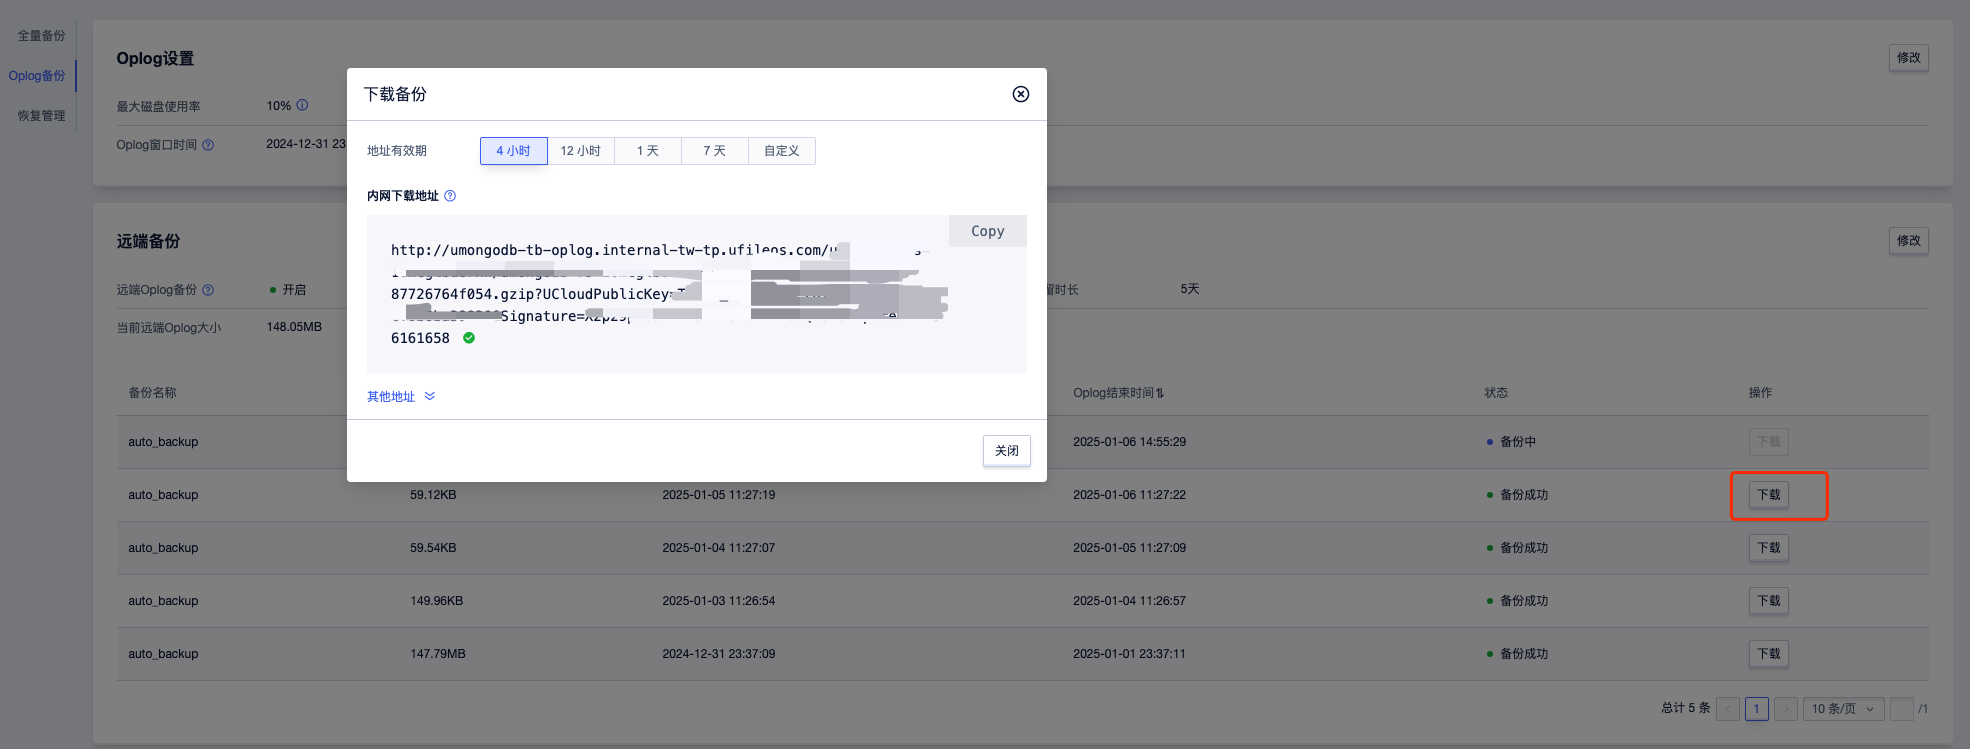 全量备份
Oplog备份
恢复管理
Oplog设置
修改
最大磁盘使用率 10%
Oplog窗口时间 2024-12-31 23
下载备份
地址有效期 4 小时 12 小时 1 天 7 天 自定义
内网下载地址
Copy
http://umongodb-tb-oplog.internal-tw-tp.ufileos.com/
87726764f054.gzip?UCloudPublicKey=
Signature=
6161658
其他地址
关闭
远端备份
修改
远端Oplog备份 开启 留时长 5天
当前远端Oplog大小 148.05MB
备份名称 Oplog结束时间 状态 操作
auto_backup 2025-01-06 14:55:29 备份中 下载
auto_backup 59.12KB 2025-01-05 11:27:19 2025-01-06 11:27:22 备份成功 下载
auto_backup 59.54KB 2025-01-04 11:27:07 2025-01-05 11:27:09 备份成功 下载
auto_backup 149.96KB 2025-01-03 11:26:54 2025-01-04 11:26:57 备份成功 下载
auto_backup 147.79MB 2024-12-31 23:37:09 2025-01-01 23:37:11 备份成功 下载
总计 5 条 1 10 条/页 /1